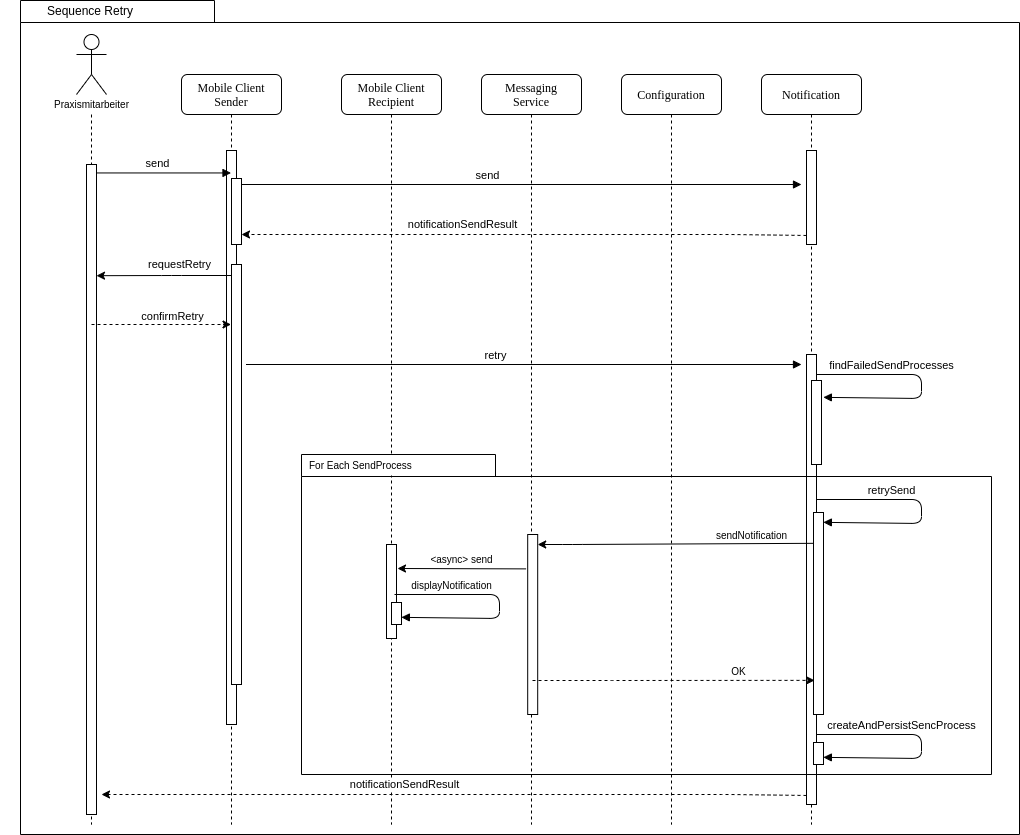 Sequence Retry
Praxismitarbeiter
Mobile Client
Sender
Mobile Client
Recipient
Messaging
Service
Configuration
Notification
send
send
notificationSendResult
requestRetry
confirmRetry
retry
findFailedSendProcesses
For Each SendProcess
retrySend
sendNotification
<async> send
displayNotification
OK
createAndPersistSencProcess
notificationSendResult